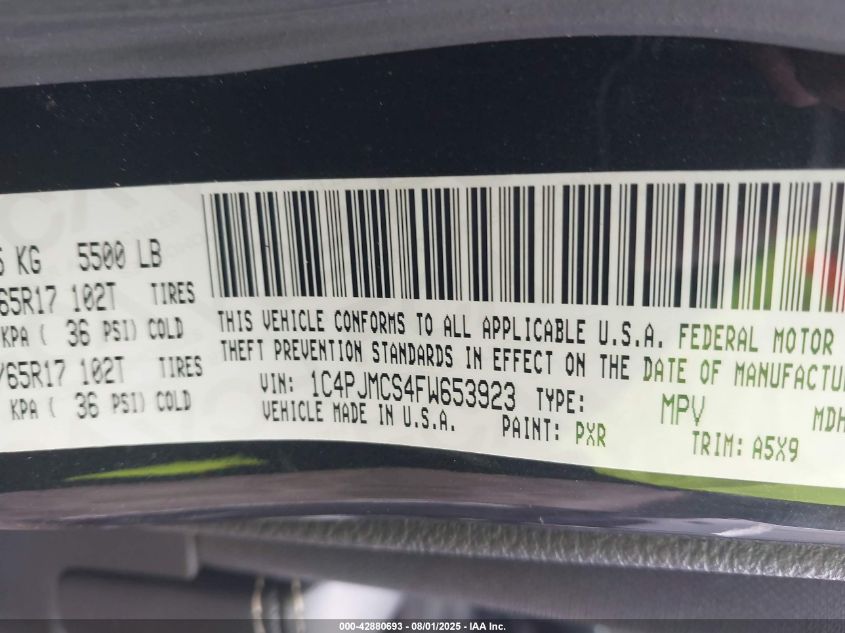 KG 5500 LB
65R17 102T TIRES
KPA ( 36 PSI) COLD
/65R17 102T TIRES
KPA ( 36 PSI) COLD
THIS VEHICLE CONFORMS TO ALL APPLICABLE U.S.A. FEDERAL MOTOR
THEFT PREVENTION STANDARDS IN EFFECT ON THE DATE OF MANUFACTU
VIN: 1C4PJMCS4FW653923 TYPE: MPV MDH
VEHICLE MADE IN U.S.A. PAINT: PXR TRIM: A5X9
000-42880693 - 08/01/2025 - IAA Inc.